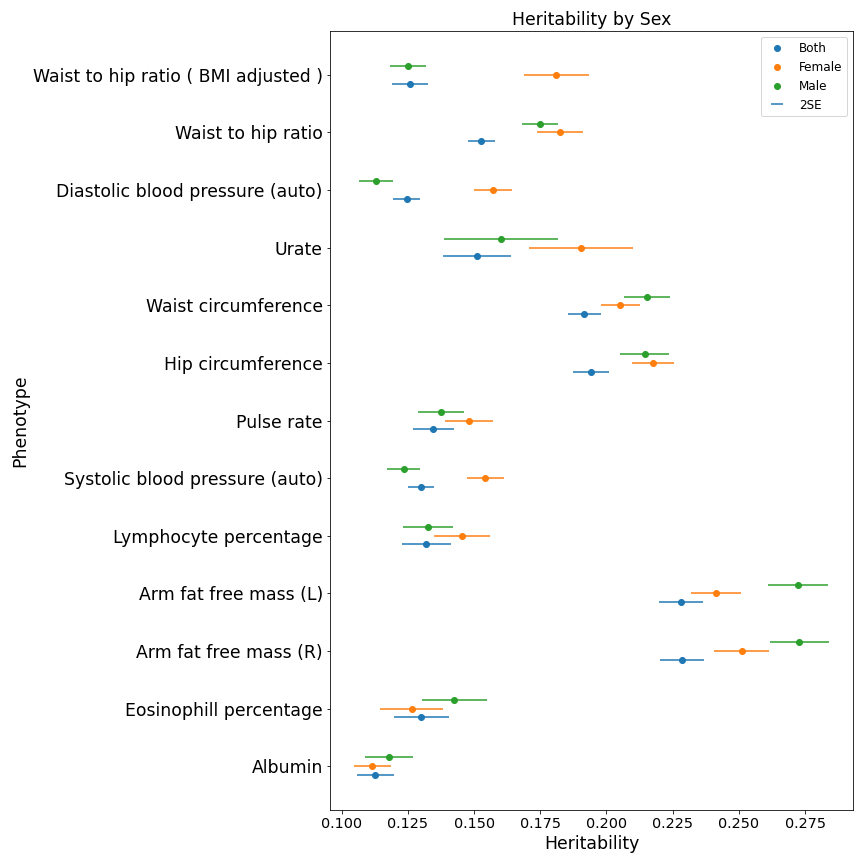 Heritability by Sex
Both
Female
Male
2SE
Phenotype
Waist to hip ratio ( BMI adjusted )
Waist to hip ratio
Diastolic blood pressure (auto)
Urate
Waist circumference
Hip circumference
Pulse rate
Systolic blood pressure (auto)
Lymphocyte percentage
Arm fat free mass (L)
Arm fat free mass (R)
Eosinophill percentage
Albumin
0.100 0.125 0.150 0.175 0.200 0.225 0.250 0.275
Heritability